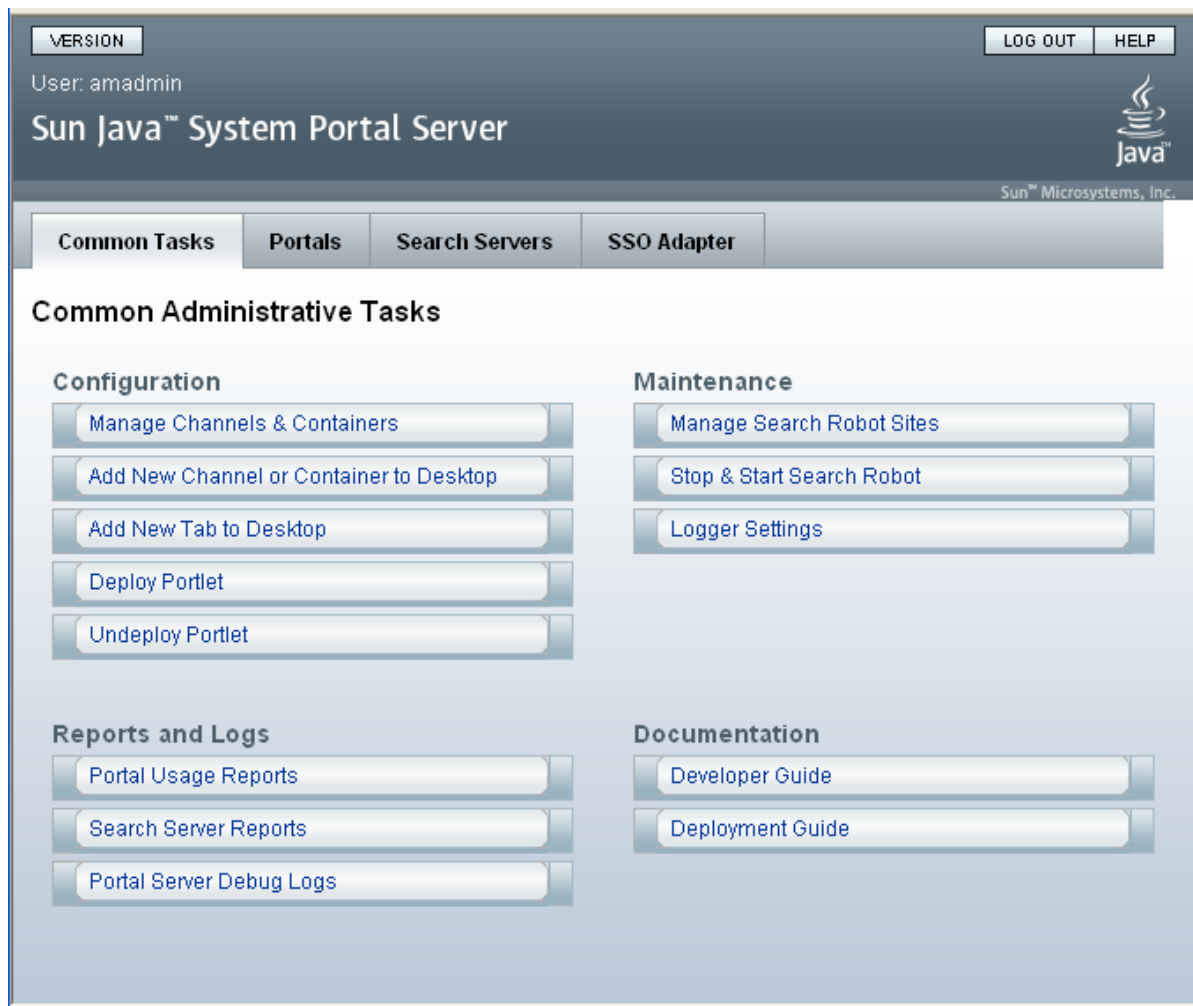 VERSION
LOG OUT HELP
User: amadmin
Sun Java™ System Portal Server
Java™
Sun™ Microsystems, Inc.
Common Tasks Portals Search Servers SSO Adapter
Common Administrative Tasks
Configuration
Manage Channels & Containers
Add New Channel or Container to Desktop
Add New Tab to Desktop
Deploy Portlet
Undeploy Portlet
Maintenance
Manage Search Robot Sites
Stop & Start Search Robot
Logger Settings
Reports and Logs
Portal Usage Reports
Search Server Reports
Portal Server Debug Logs
Documentation
Developer Guide
Deployment Guide